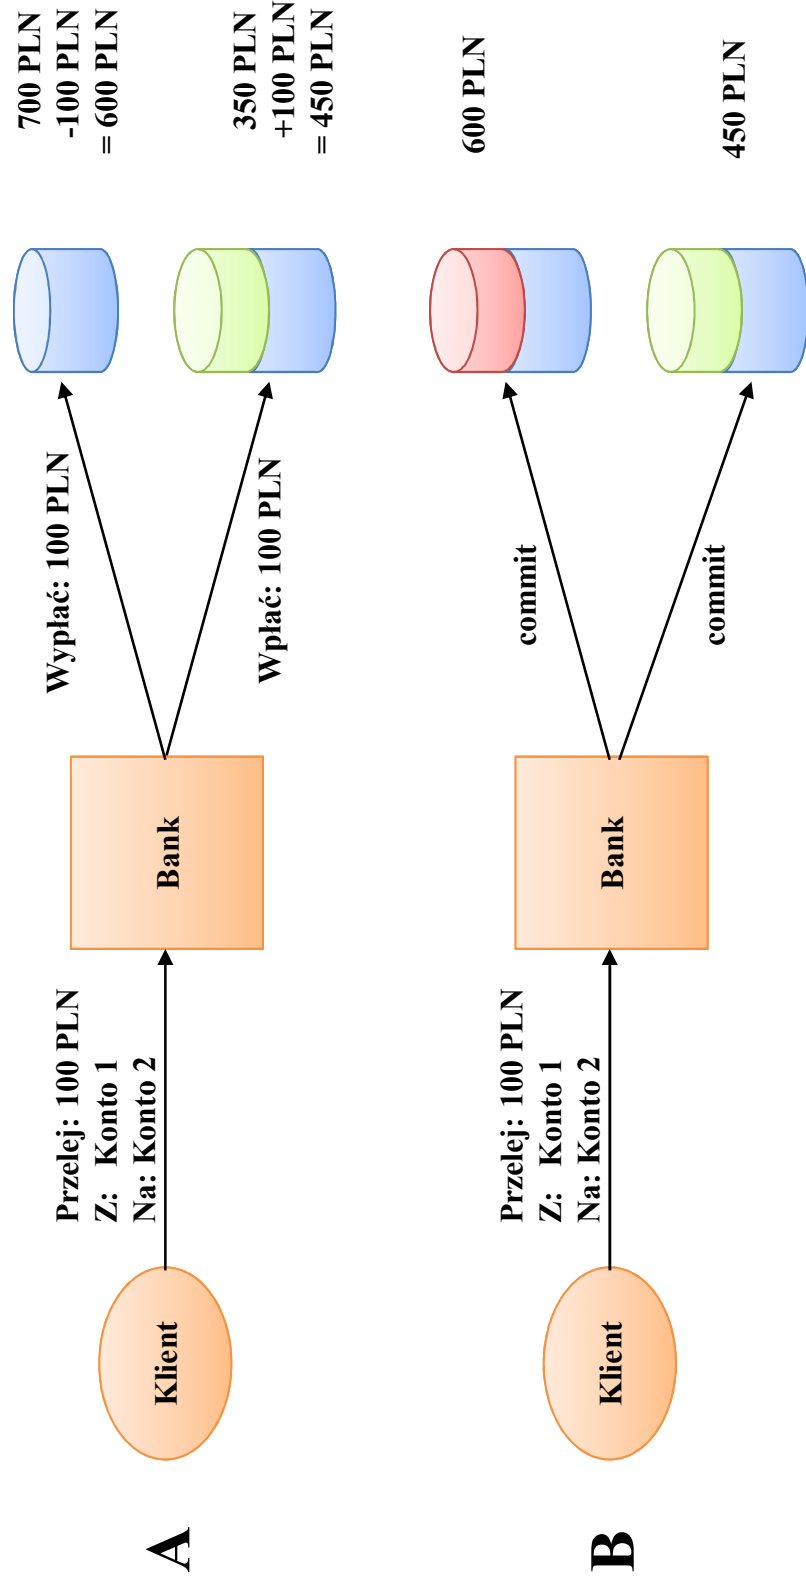 A
Klient
Przelej: 100 PLN
Z: Konto 1
Na: Konto 2
Bank
Wypłać: 100 PLN
Wpłać: 100 PLN
700 PLN
-100 PLN
= 600 PLN
350 PLN
+100 PLN
= 450 PLN
B
Klient
Przelej: 100 PLN
Z: Konto 1
Na: Konto 2
Bank
commit
commit
600 PLN
450 PLN